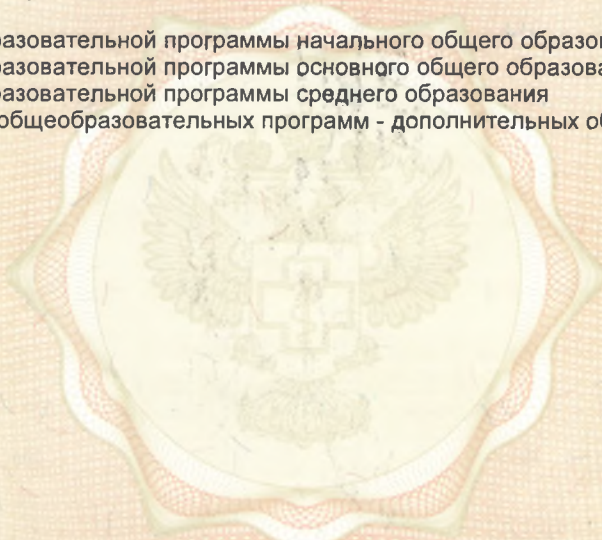 разовательной программы начального общего образо
разовательной программы основного общего образова
разовательной программы среднего образования
общеобразовательных программ - дополнительных об